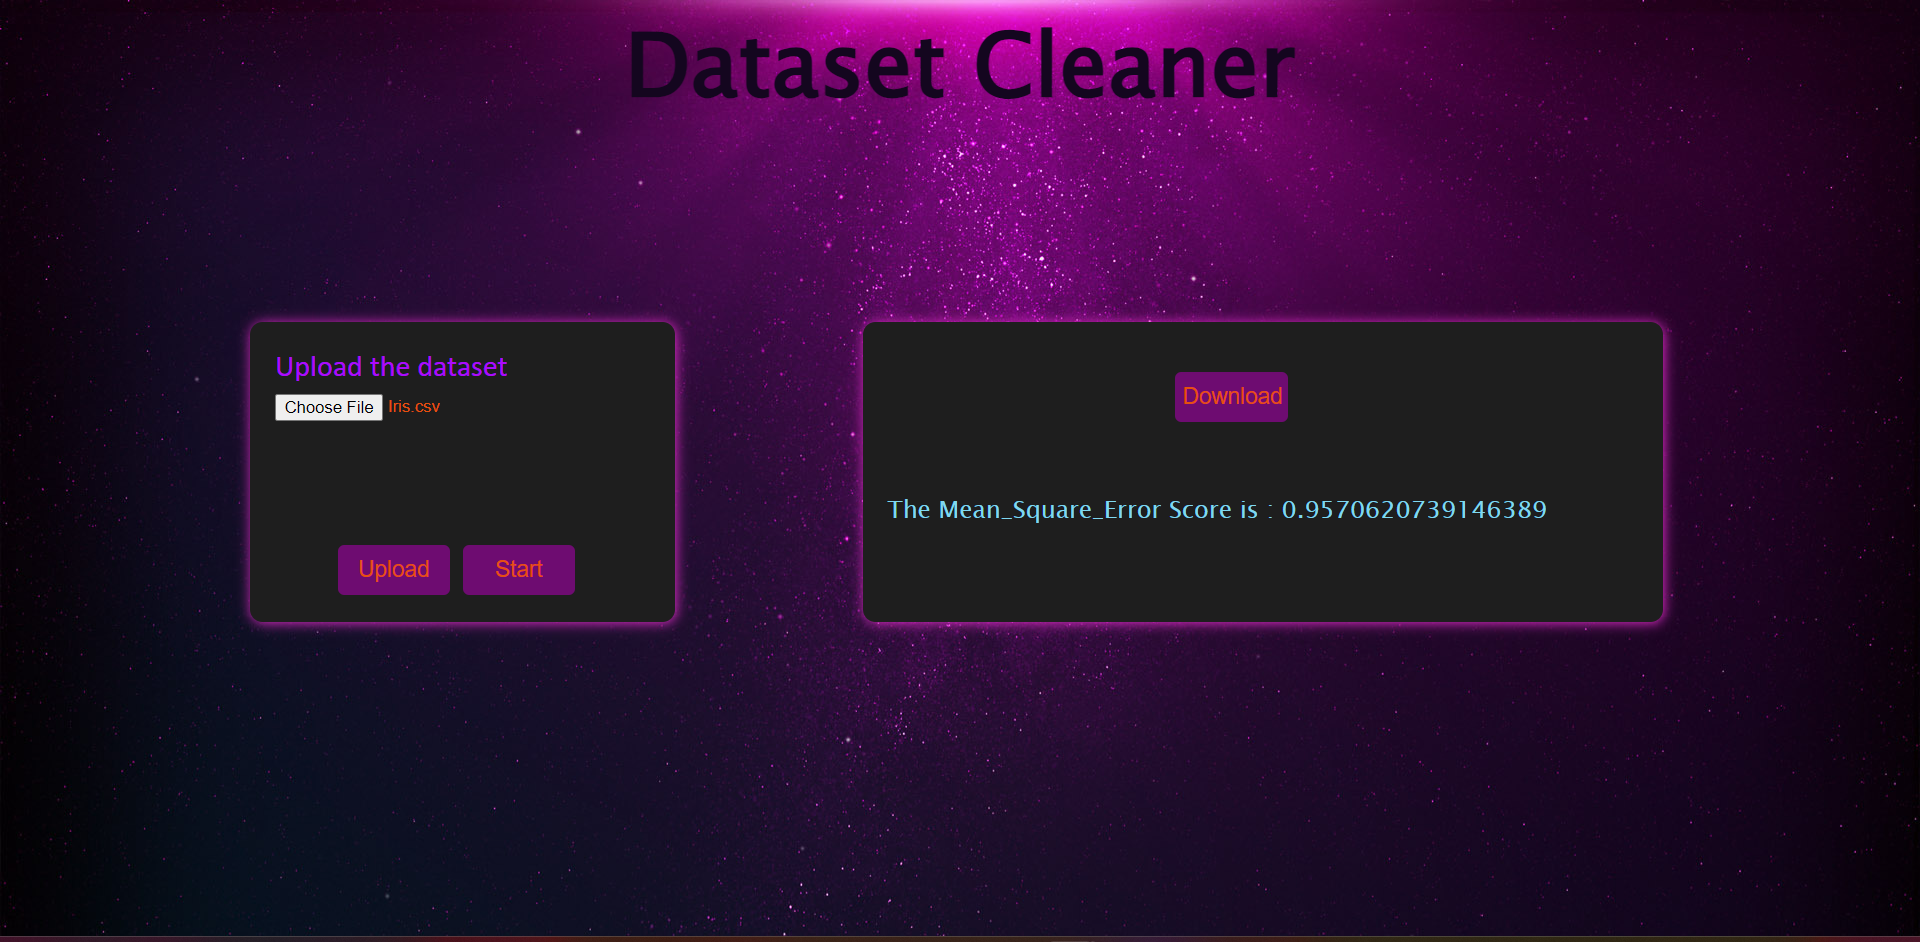 Dataset Cleaner
Upload the dataset
Choose File Iris.csv
Upload Start
Download
The Mean_Square_Error Score is : 0.9570620739146389